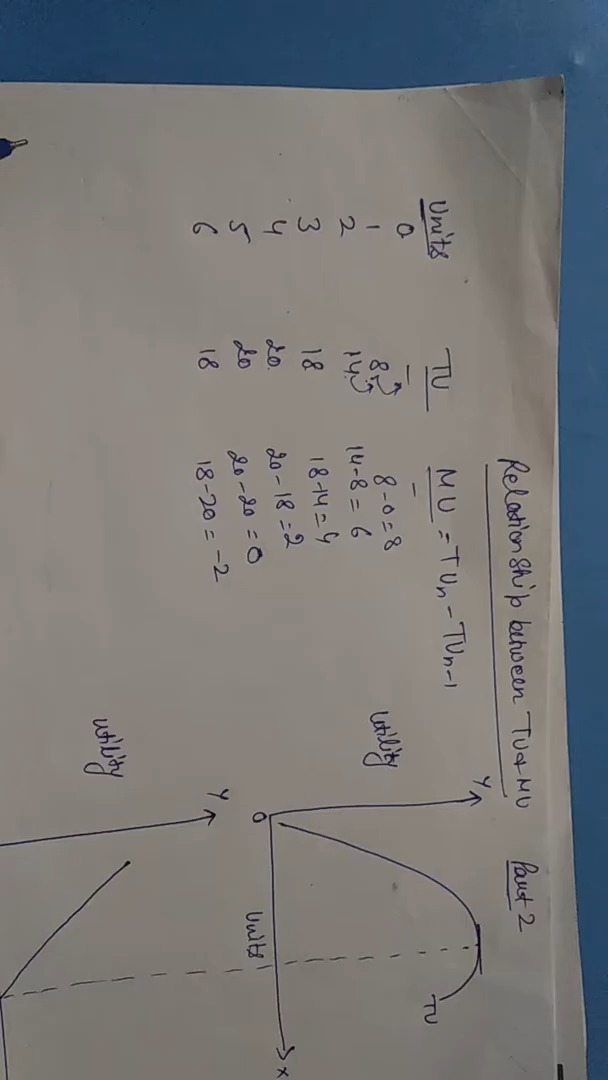 Relationship between TU & MU Part 2
Units TU MU = TUn - TUn-1
0 - -
1 8 8-0=8
2 14 14-8=6
3 18 18-14=4
4 20 20-18=2
5 20 20-20=0
6 18 18-20=-2
Y
Utility
TU
O
Units
X
Y
Utility